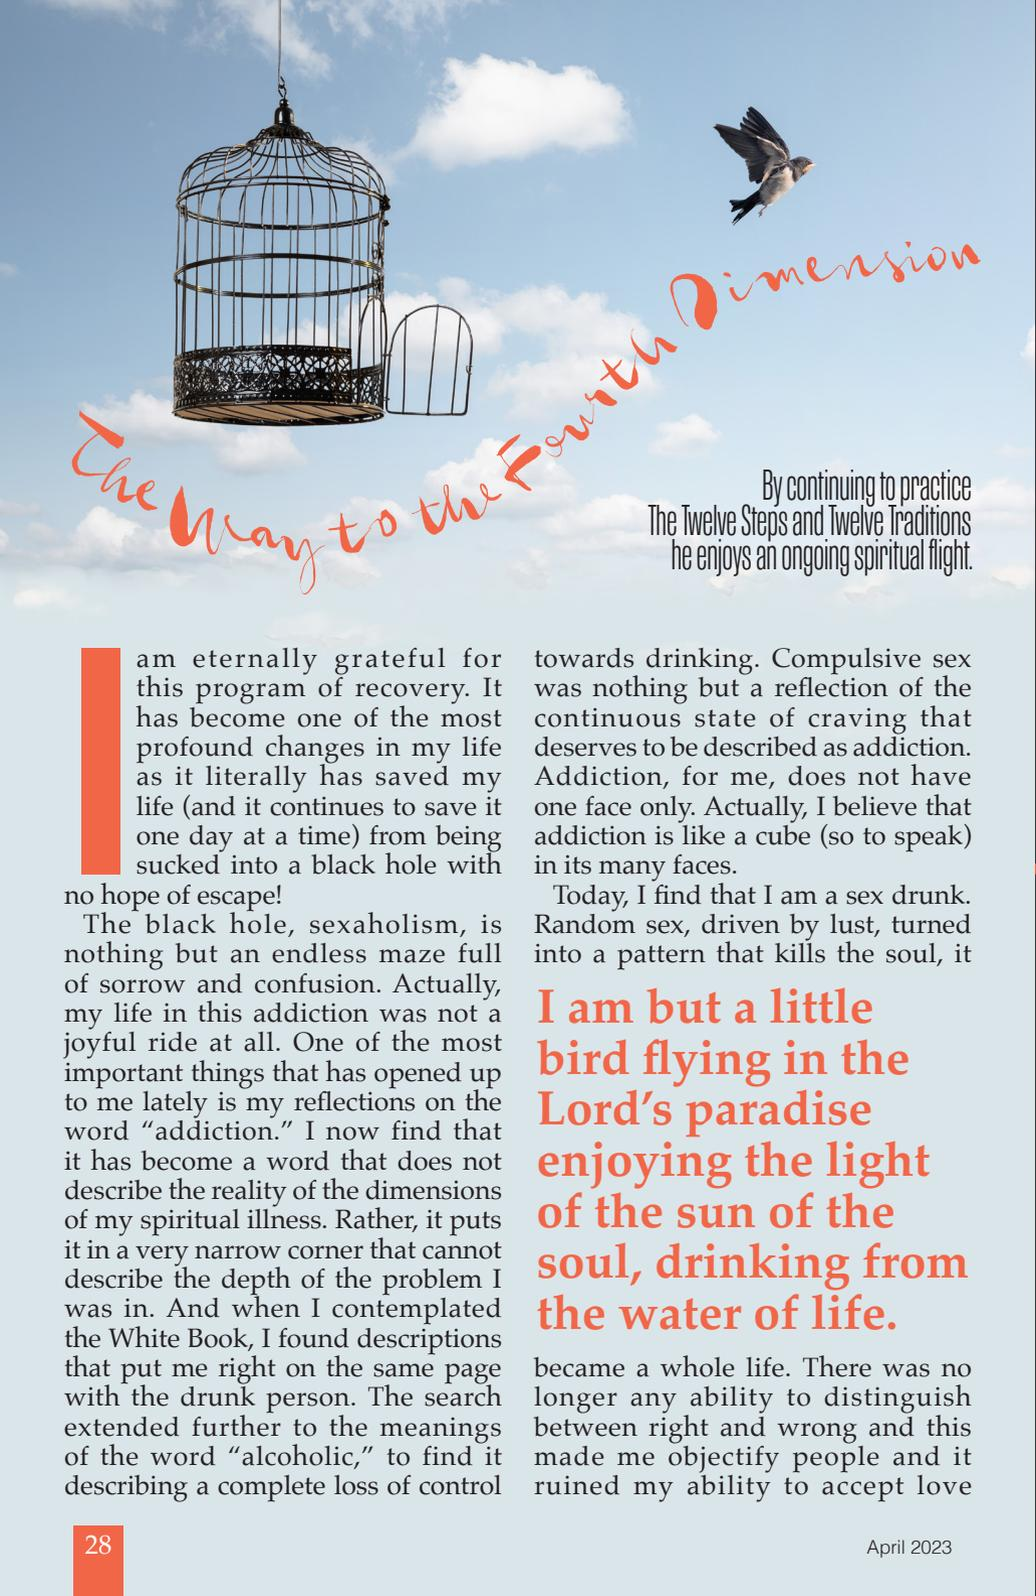 The Way to the Fourth Dimension
By continuing to practice
The Twelve Steps and Twelve Traditions
he enjoys an ongoing spiritual flight.
I am eternally grateful for
this program of recovery. It
has become one of the most
profound changes in my life
as it literally has saved my
life (and it continues to save it
one day at a time) from being
sucked into a black hole with
no hope of escape!
The black hole, sexaholism, is
nothing but an endless maze full
of sorrow and confusion. Actually,
my life in this addiction was not a
joyful ride at all. One of the most
important things that has opened up
to me lately is my reflections on the
word “addiction.” I now find that
it has become a word that does not
describe the reality of the dimensions
of my spiritual illness. Rather, it puts
it in a very narrow corner that cannot
describe the depth of the problem I
was in. And when I contemplated
the White Book, I found descriptions
that put me right on the same page
with the drunk person. The search
extended further to the meanings
of the word “alcoholic,” to find it
describing a complete loss of control
towards drinking. Compulsive sex
was nothing but a reflection of the
continuous state of craving that
deserves to be described as addiction.
Addiction, for me, does not have
one face only. Actually, I believe that
addiction is like a cube (so to speak)
in its many faces.
Today, I find that I am a sex drunk.
Random sex, driven by lust, turned
into a pattern that kills the soul, it
I am but a little
bird flying in the
Lord’s paradise
enjoying the light
of the sun of the
soul, drinking from
the water of life.
became a whole life. There was no
longer any ability to distinguish
between right and wrong and this
made me objectify people and it
ruined my ability to accept love
28
April 2023